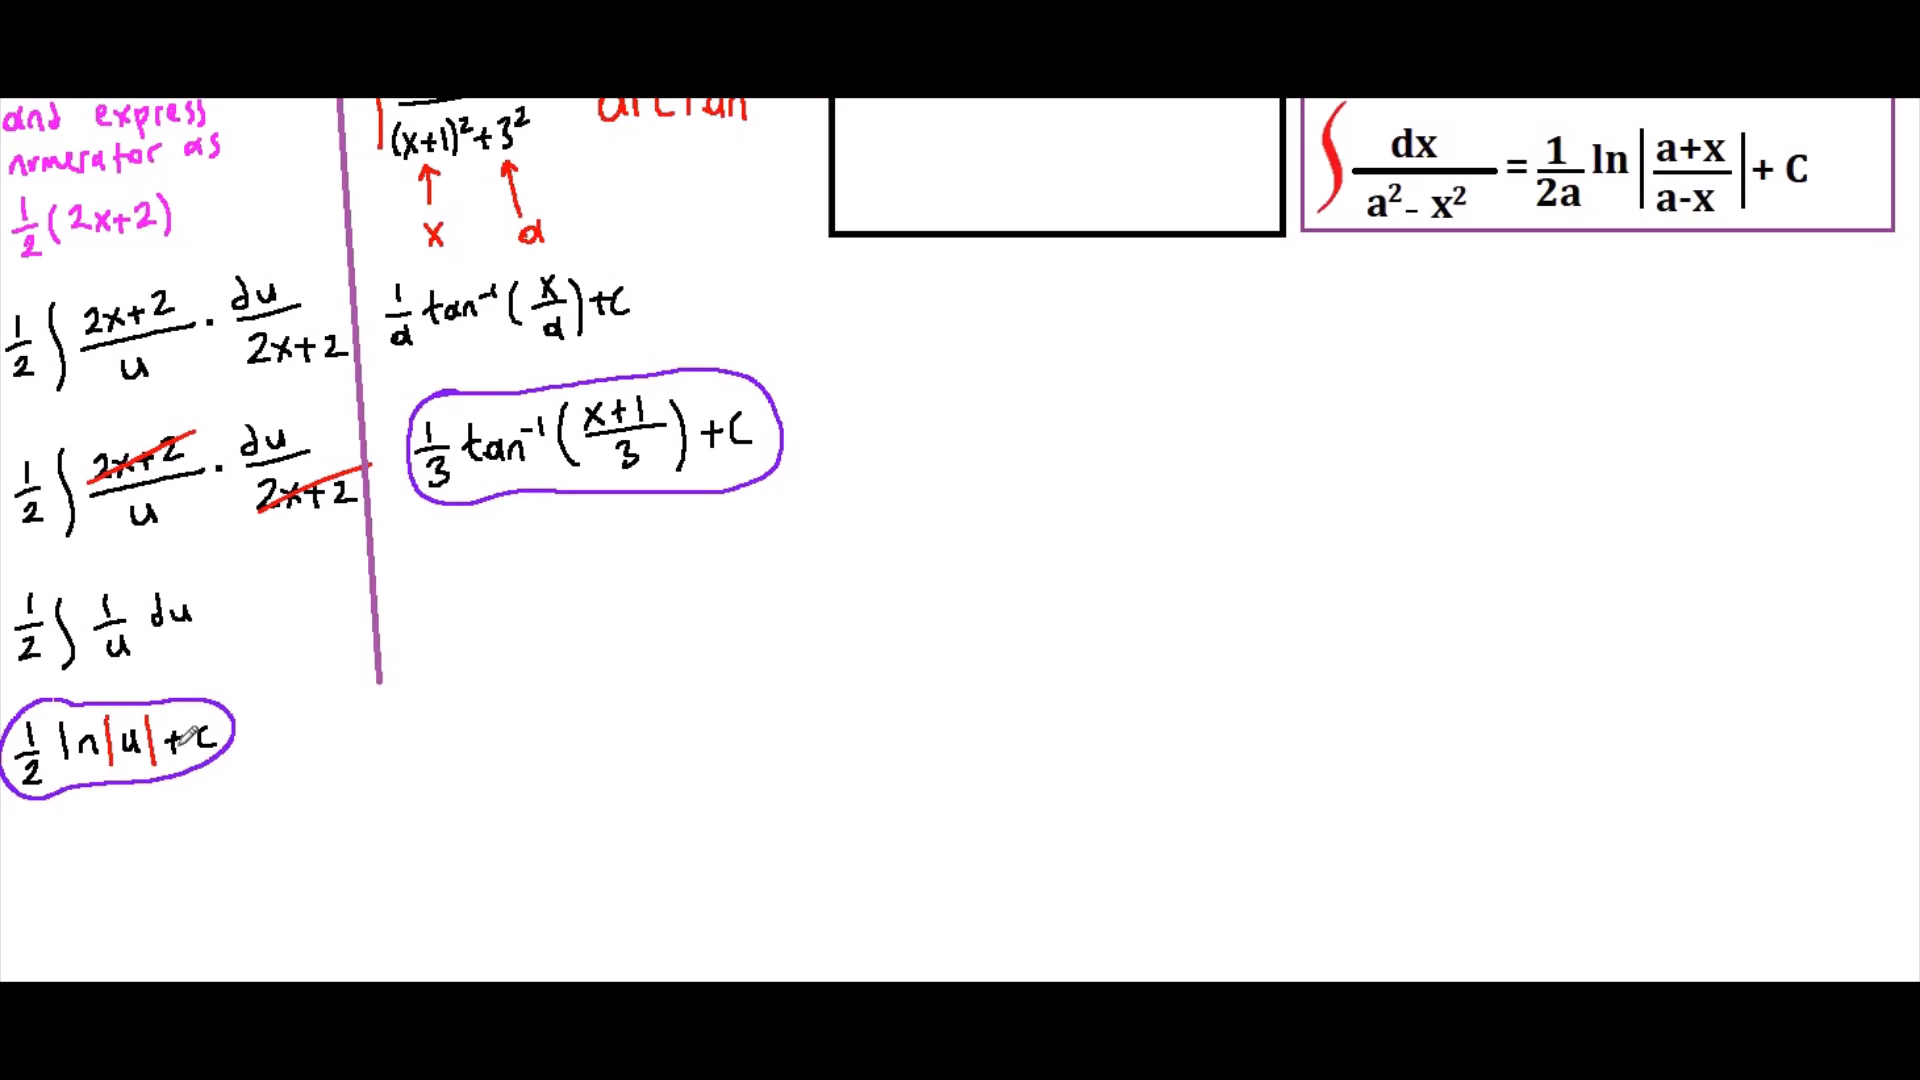 and express
numerator as
1/2 (2x+2)
1/2 ∫ 2x+2/u · du/2x+2
1/2 ∫ 2x+2/u · du/2x+2
1/2 ∫ 1/u du
1/2 ln|u| + C
(x+1)² + 3²
arctan
x a
1/a tan⁻¹ (x/a) + C
1/3 tan⁻¹ (x+1/3) + C
∫ dx/a² - x² = 1/2a ln |a+x/a-x| + C